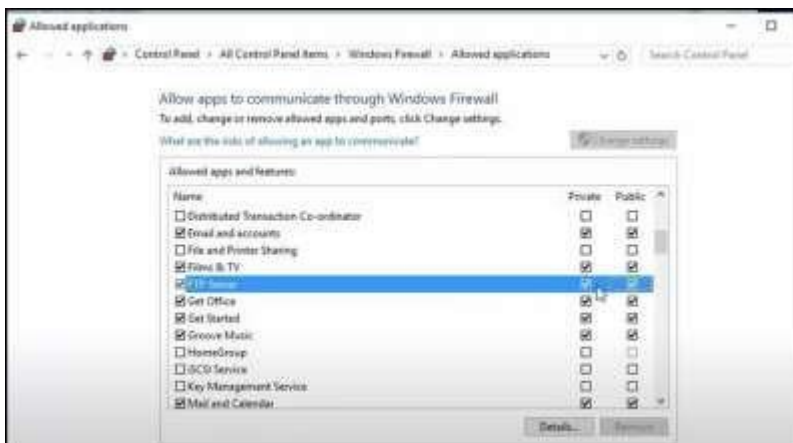 Allowed applications
Control Panel > All Control Panel Items > Windows Firewall > Allowed applications
Search Control Panel
Allow apps to communicate through Windows Firewall
To add, change or remove allowed apps and ports, click Change settings.
What are the risks of allowing an app to communicate?
Change settings
Allowed apps and features:
Name Private Public
Distributed Transaction Co-ordinator
Email and accounts
File and Printer Sharing
Films & TV
FTP Server
Get Office
Get Started
Groove Music
HomeGroup
iSCSI Service
Key Management Service
Mail and Calendar
Details...
Remove